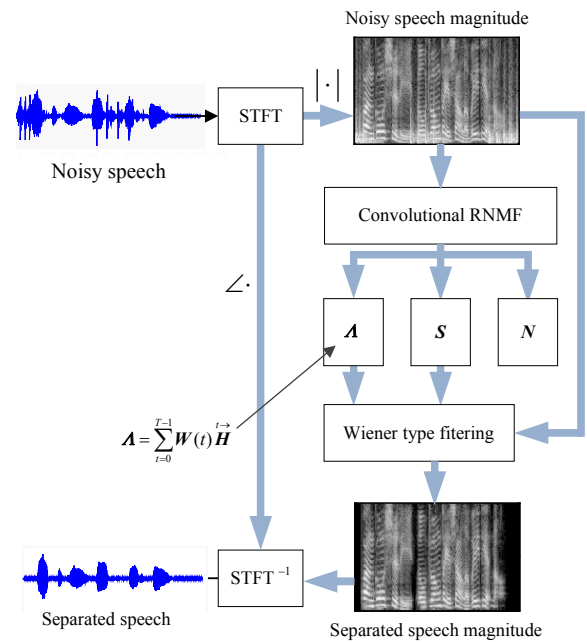 Noisy speech magnitude
STFT
|·|
Noisy speech
Convolutional RNMF
∠·
Λ
S
N
Λ = ∑_{t=0}^{T−1} W(t) \overset{t→}{H}
Wiener type fitering
STFT⁻¹
Separated speech
Separated speech magnitude